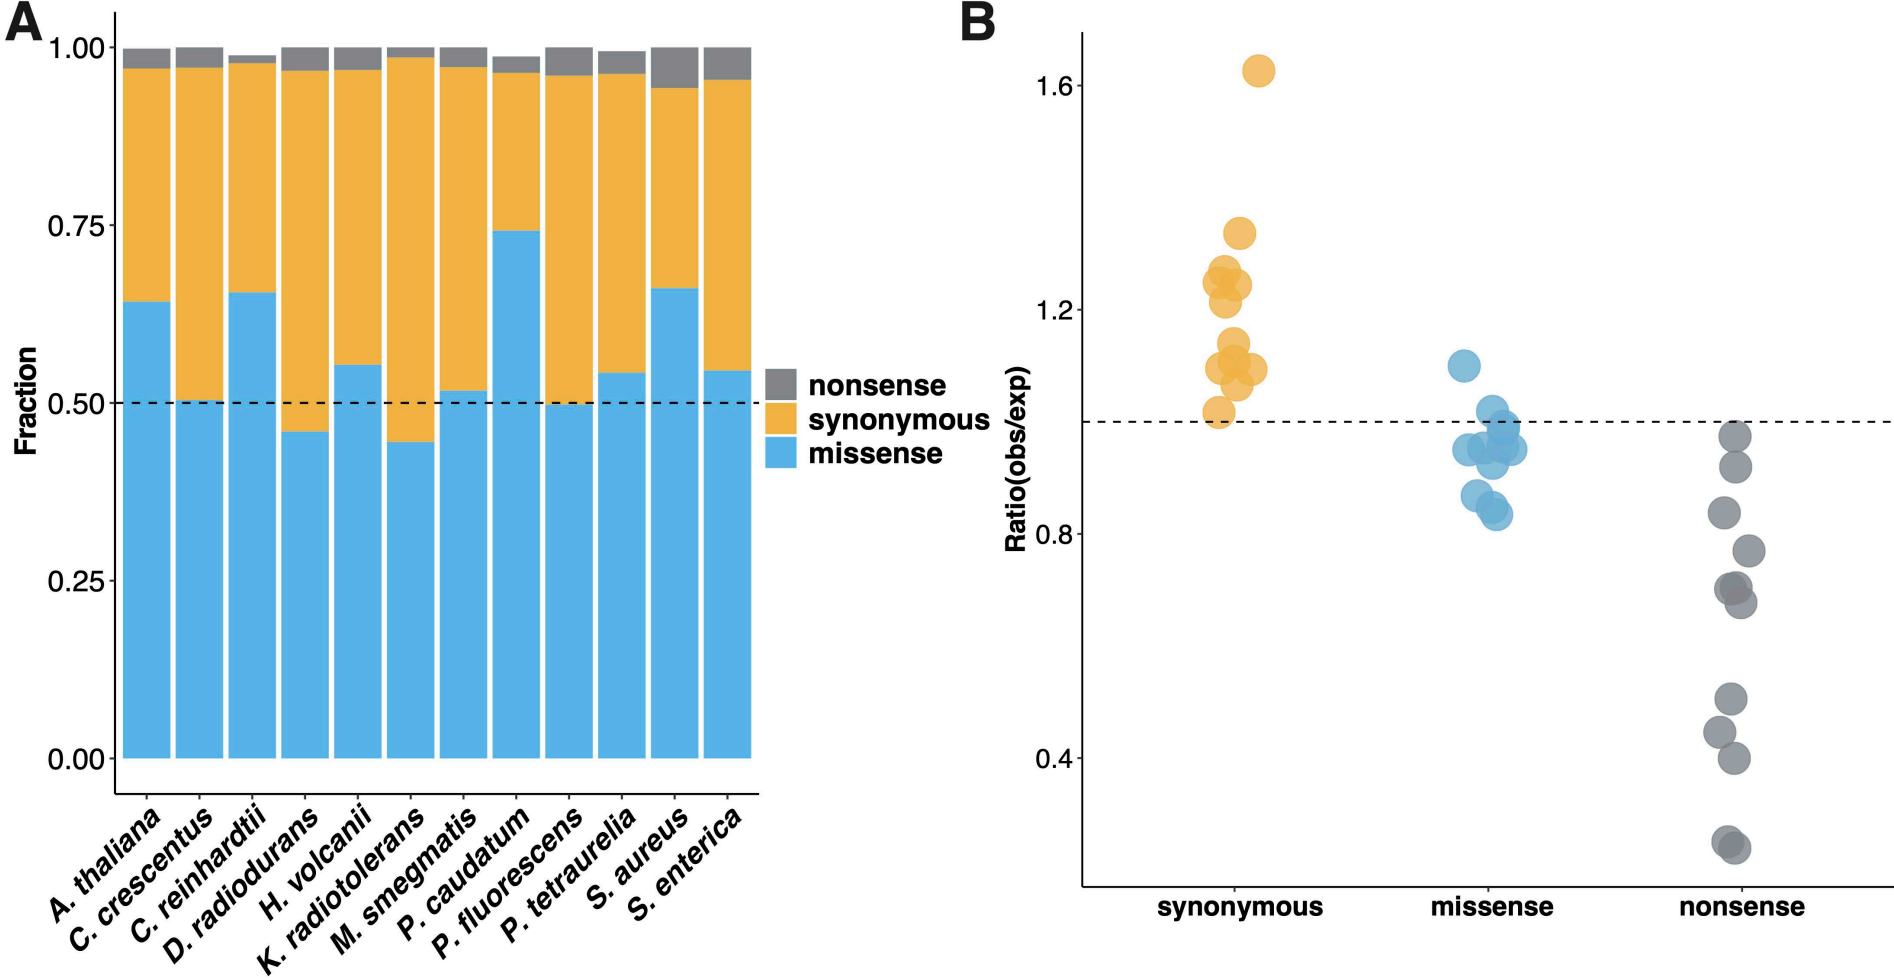 A
B
Fraction
1.00
0.75
0.50
0.25
0.00
A. thaliana
C. crescentus
C. reinhardtii
D. radiodurans
H. volcanii
K. radiotolerans
M. smegmatis
P. caudatum
P. fluorescens
P. tetraurelia
S. aureus
S. enterica
nonsense
synonymous
missense
Ratio(obs/exp)
1.6
1.2
0.8
0.4
synonymous
missense
nonsense